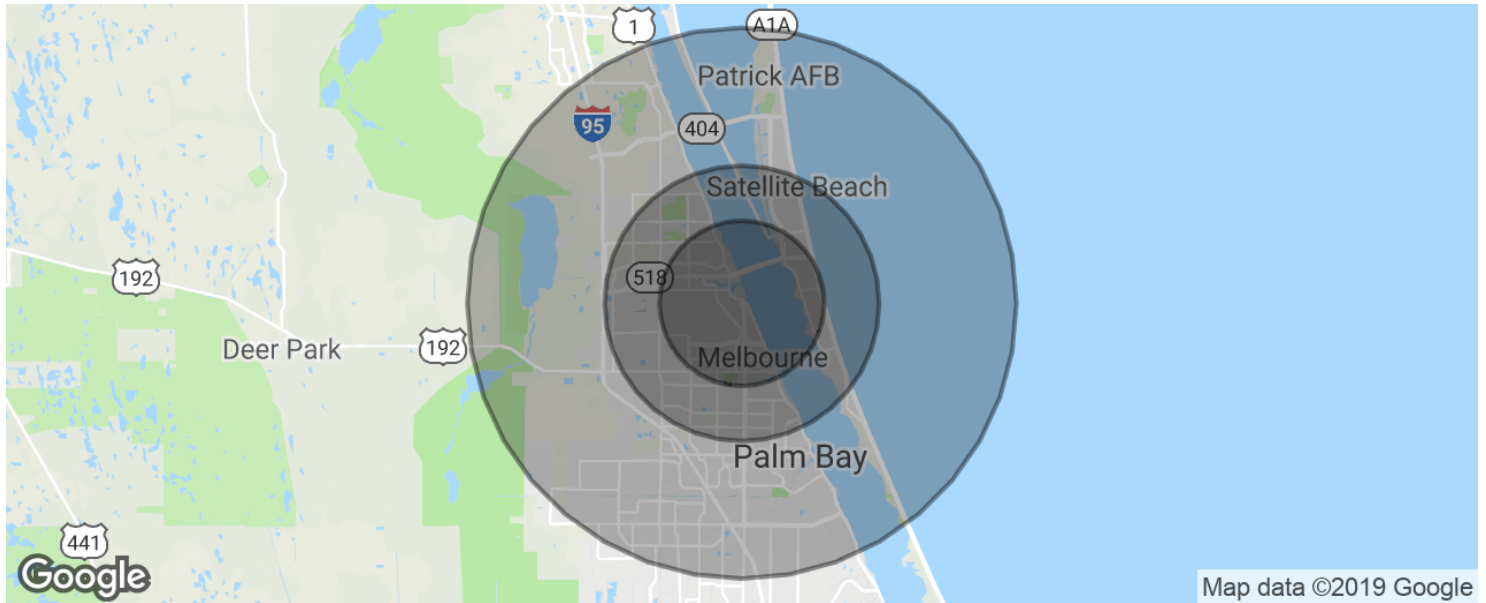 1
A1A
Patrick AFB
95
404
Satellite Beach
192
518
Deer Park
192
Melbourne
Palm Bay
441
Google
Map data ©2019 Google